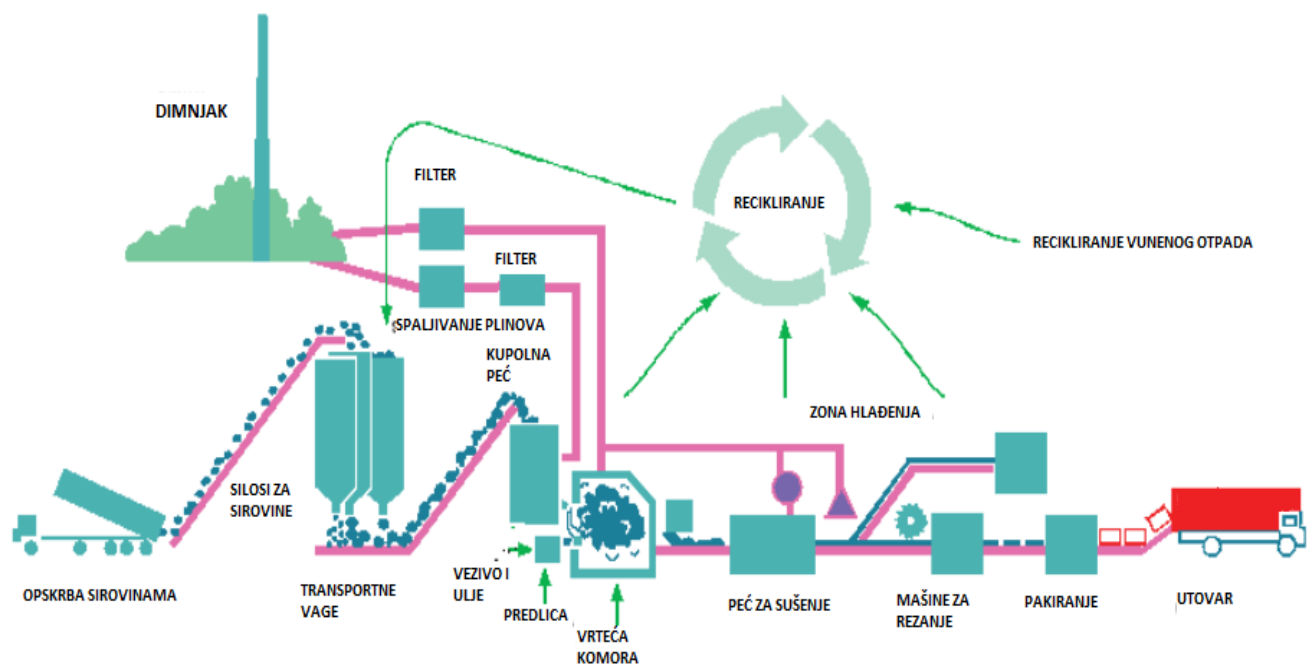 DIMNJAK
FILTER
RECIKLIRANJE
RECIKLIRANJE VUNENOG OTPADA
FILTER
SPALJIVANJE PLINOVA
KUPOLNA
PEĆ
ZONA HLAĐENJA
SILOSI ZA
SIROVINE
OPSKRBA SIROVINAMA
TRANSPORTNE
VAGE
VEZIVO I
ULJE
PREDLICA
VRTEĆA
KOMORA
PEĆ ZA SUŠENJE
MAŠINE ZA
REZANJE
PAKIRANJE
UTOVAR